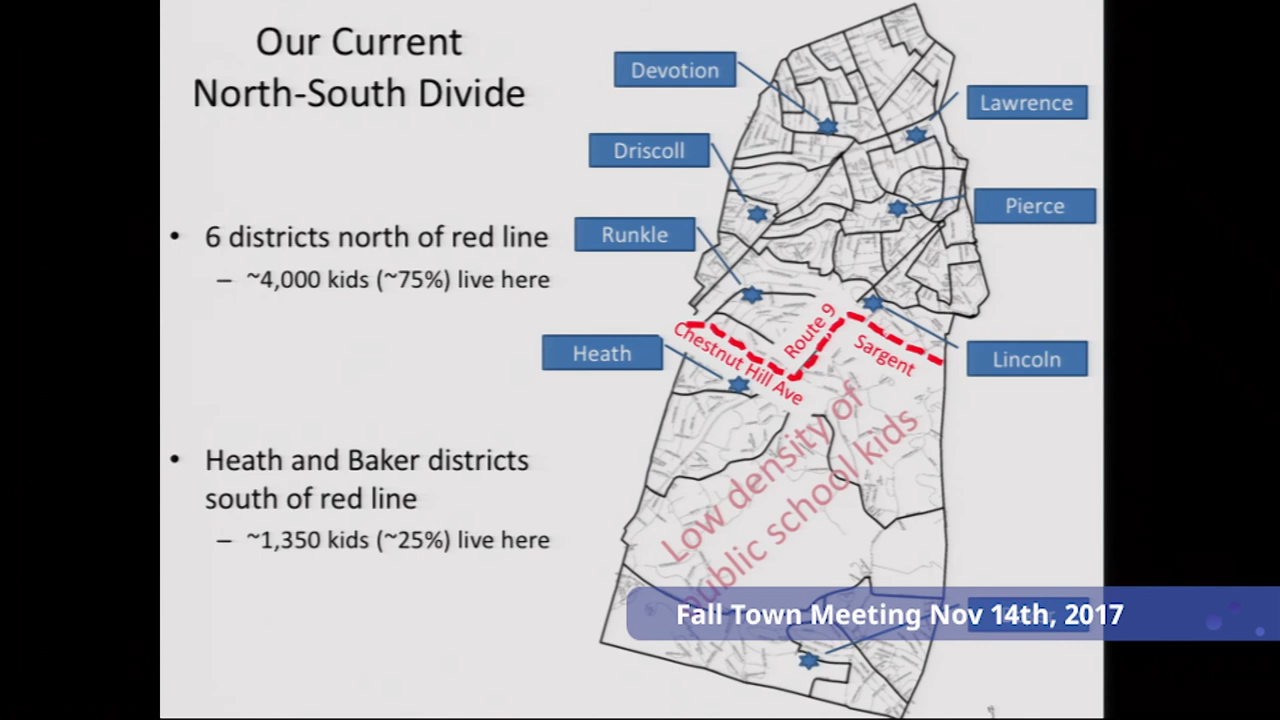 Our Current
North-South Divide
• 6 districts north of red line
– ~4,000 kids (~75%) live here
• Heath and Baker districts
south of red line
– ~1,350 kids (~25%) live here
Devotion
Lawrence
Driscoll
Pierce
Runkle
Heath
Lincoln
Chestnut Hill Ave
Route 9
Sargent
Low density of
public school kids
Fall Town Meeting Nov 14th, 2017